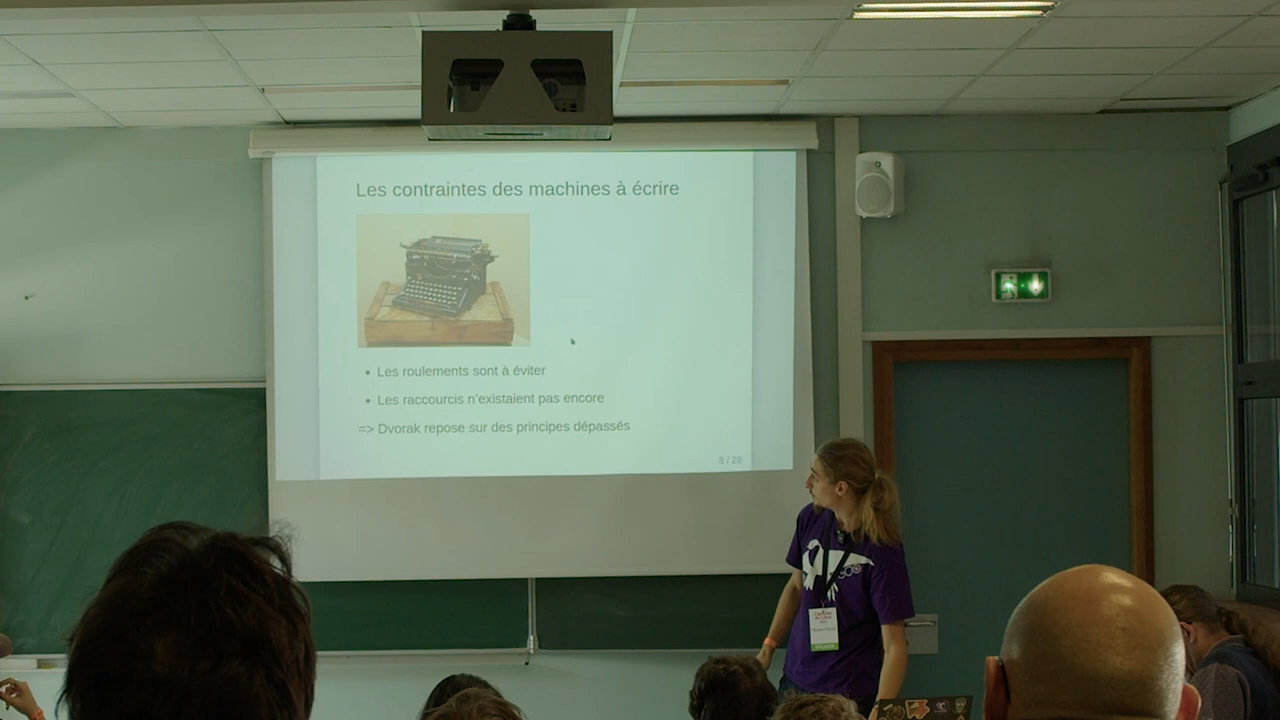 Les contraintes des machines à écrire
• Les roulements sont à éviter
• Les raccourcis n'existaient pas encore
=> Dvorak repose sur des principes dépassés
8 / 28